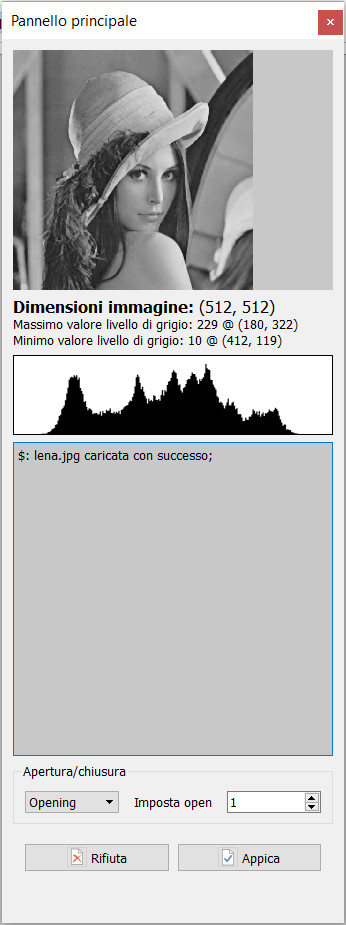 Pannello principale
Dimensioni immagine: (512, 512)
Massimo valore livello di grigio: 229 @ (180, 322)
Minimo valore livello di grigio: 10 @ (412, 119)
$: lena.jpg caricata con successo;
Apertura/chiusura
Opening Imposta open 1
Rifiuta Appica